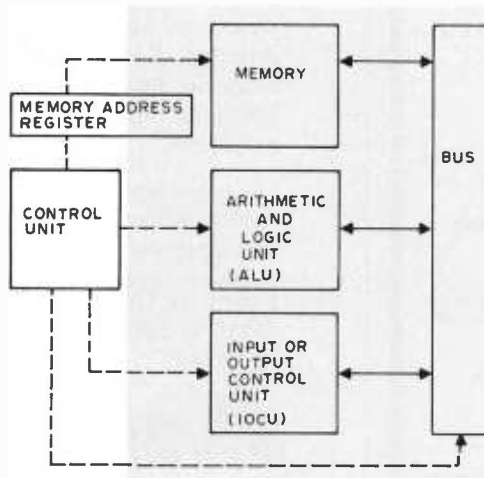 MEMORY
MEMORY ADDRESS
REGISTER
BUS
CONTROL
UNIT
ARITHMETIC
AND
LOGIC
UNIT
(ALU)
INPUT OR
OUTPUT
CONTROL
UNIT
(IOCU)